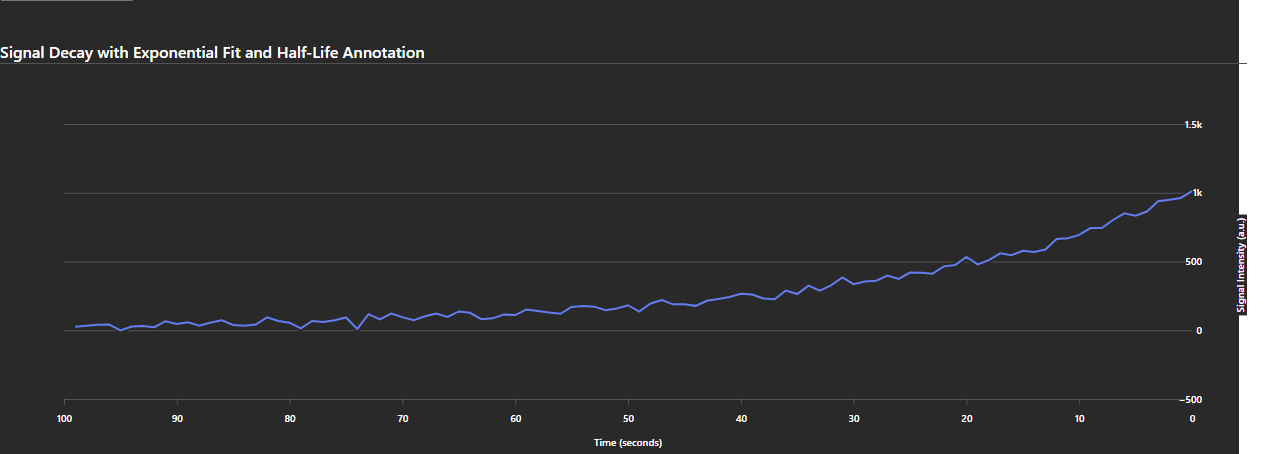 Signal Decay with Exponential Fit and Half-Life Annotation
1.5k
1k
500
0
−500
Signal Intensity (a.u.)
100 90 80 70 60 50 40 30 20 10 0
Time (seconds)